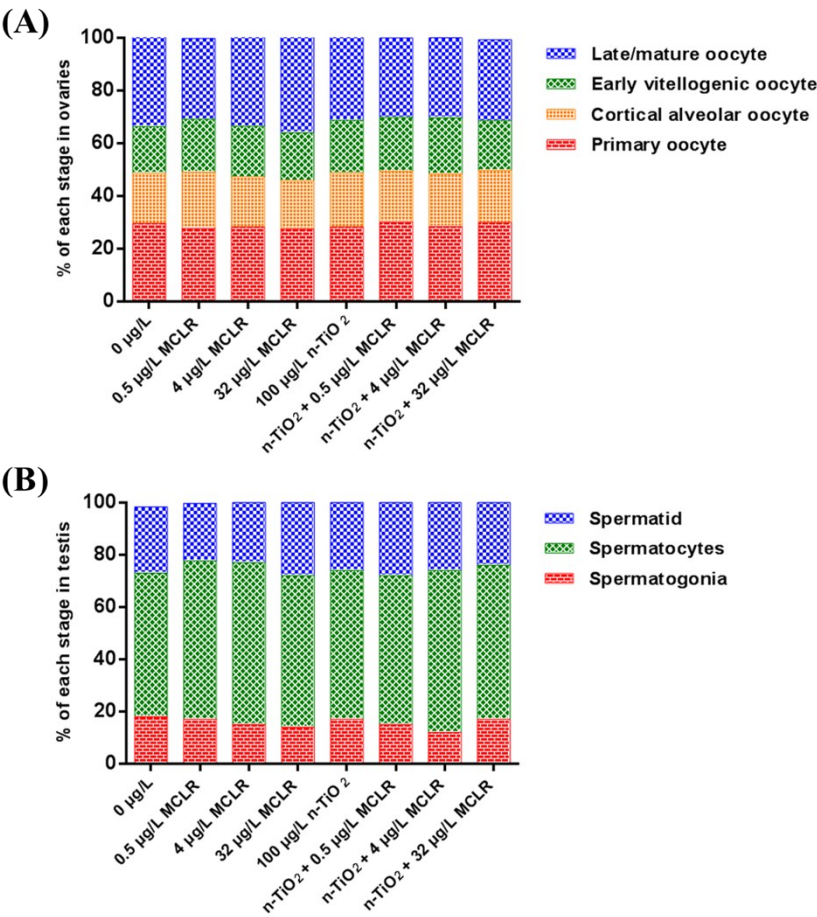 (A)
% of each stage in ovaries
100
80
60
40
20
0
0 µg/L
0.5 µg/L MCLR
4 µg/L MCLR
32 µg/L MCLR
100 µg/L n-TiO 2
n-TiO2 + 0.5 µg/L MCLR
n-TiO2 + 4 µg/L MCLR
n-TiO2 + 32 µg/L MCLR
Late/mature oocyte
Early vitellogenic oocyte
Cortical alveolar oocyte
Primary oocyte
(B)
% of each stage in testis
100
80
60
40
20
0
0 µg/L
0.5 µg/L MCLR
4 µg/L MCLR
32 µg/L MCLR
100 µg/L n-TiO 2
n-TiO2 + 0.5 µg/L MCLR
n-TiO2 + 4 µg/L MCLR
n-TiO2 + 32 µg/L MCLR
Spermatid
Spermatocytes
Spermatogonia